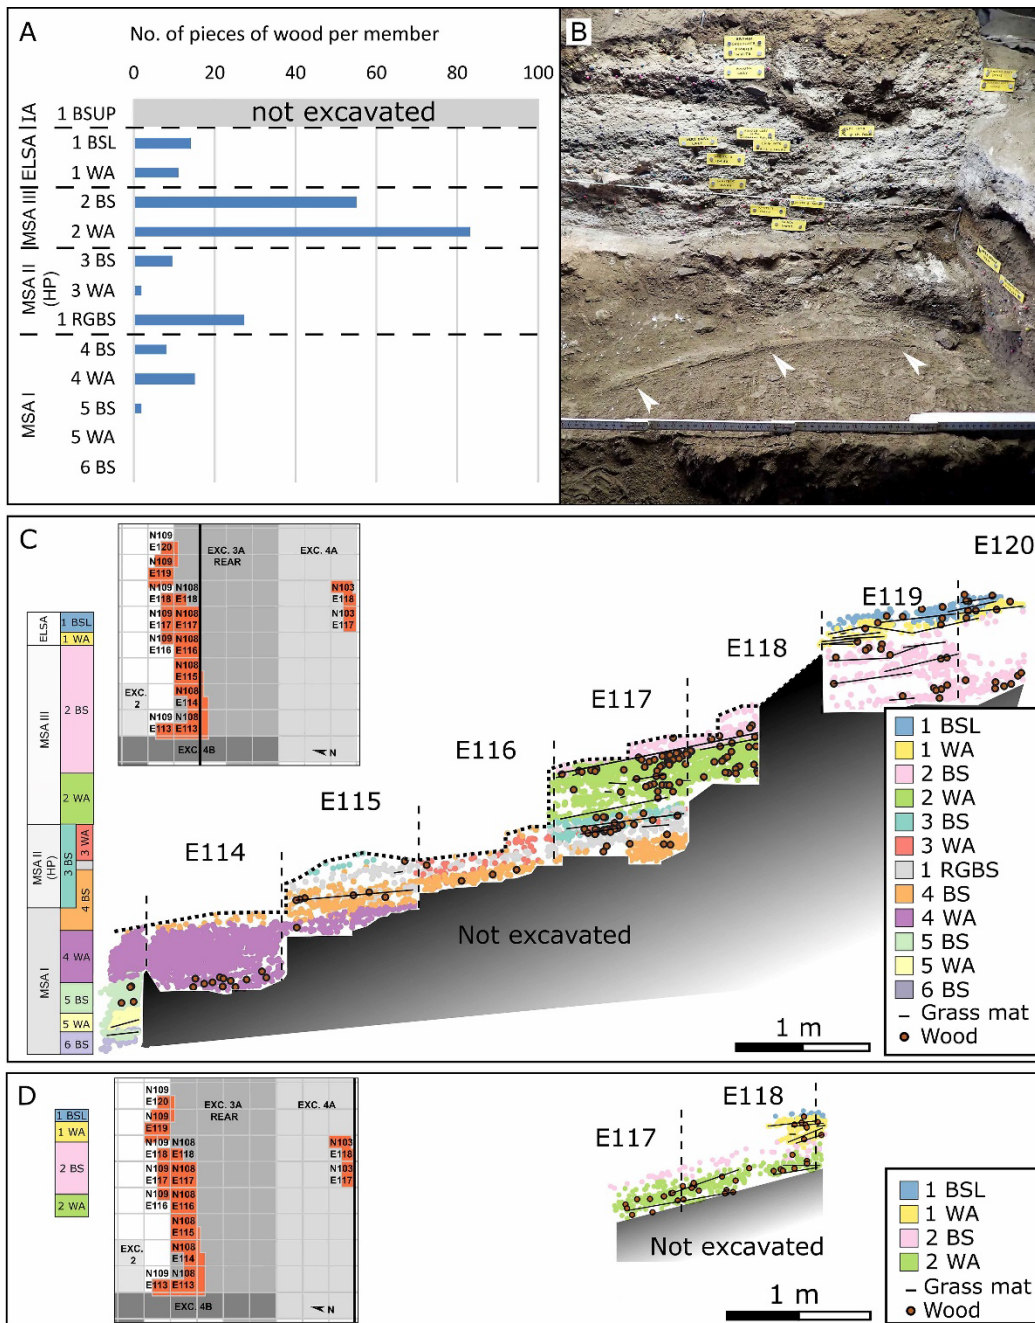 A
No. of pieces of wood per member
0 20 40 60 80 100
IA
1 BSUP
not excavated
ELSA
1 BSL
1 WA
MSA III
2 BS
2 WA
MSA II
(HP)
3 BS
3 WA
1 RGBS
MSA I
4 BS
4 WA
5 BS
5 WA
6 BS
B
C
N109
E120
N109
E119
N109 N108
E118 E118
N109 N108
E117 E117
N109 N108
E116 E116
N108
E115
N108
E114
N109 N108
E113 E113
EXC. 3A
REAR
EXC. 4A
N103
E118
N103
E117
EXC.
2
EXC. 4B
N
ELSA
1 BSL
1 WA
MSA III
2 BS
2 WA
MSA II
(HP)
3 BS
3 WA
4 BS
MSA I
4 WA
5 BS
5 WA
6 BS
E114
E115
E116
E117
E118
E119
E120
Not excavated
1 m
1 BSL
1 WA
2 BS
2 WA
3 BS
3 WA
1 RGBS
4 BS
4 WA
5 BS
5 WA
6 BS
Grass mat
Wood
D
1 BSL
1 WA
2 BS
2 WA
N109
E120
N109
E119
N109 N108
E118 E118
N109 N108
E117 E117
N109 N108
E116 E116
N108
E115
N108
E114
N109 N108
E113 E113
EXC. 3A
REAR
EXC. 4A
N103
E118
N103
E117
EXC.
2
EXC. 4B
N
E117
E118
Not excavated
1 m
1 BSL
1 WA
2 BS
2 WA
Grass mat
Wood